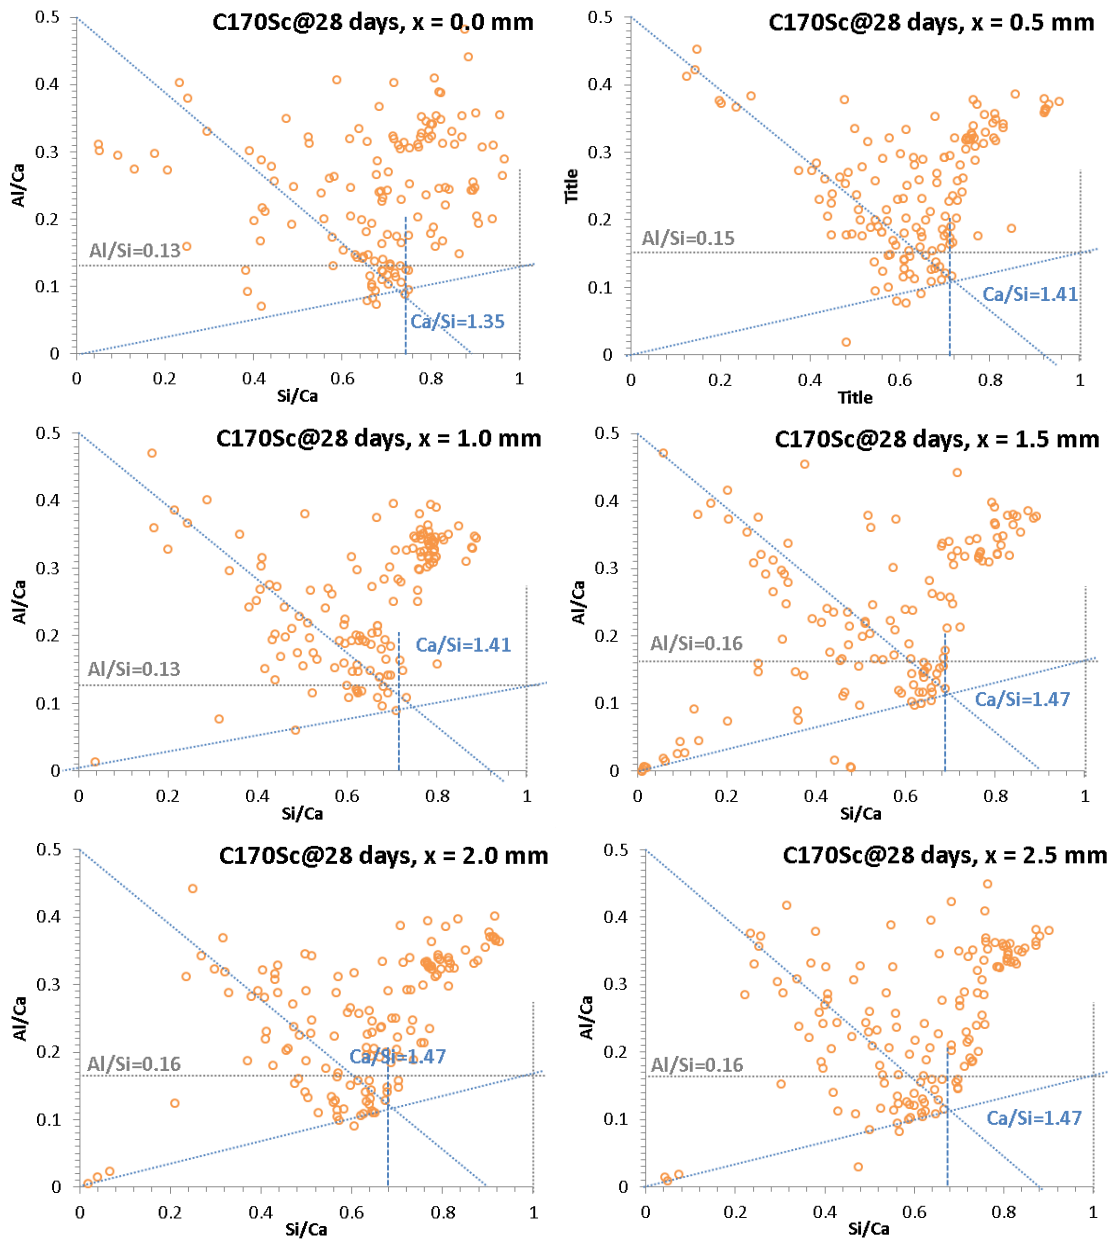 C170Sc@28 days, x = 0.0 mm
0.5
0.4
0.3
0.2
0.1
0
Al/Ca
Al/Si=0.13
Ca/Si=1.35
0 0.2 0.4 0.6 0.8 1
Si/Ca
C170Sc@28 days, x = 0.5 mm
0.5
0.4
0.3
0.2
0.1
0
Title
Al/Si=0.15
Ca/Si=1.41
0 0.2 0.4 0.6 0.8 1
Title
C170Sc@28 days, x = 1.0 mm
0.5
0.4
0.3
0.2
0.1
0
Al/Ca
Ca/Si=1.41
Al/Si=0.13
0 0.2 0.4 0.6 0.8 1
Si/Ca
C170Sc@28 days, x = 1.5 mm
0.5
0.4
0.3
0.2
0.1
0
Al/Ca
Al/Si=0.16
Ca/Si=1.47
0 0.2 0.4 0.6 0.8 1
Si/Ca
C170Sc@28 days, x = 2.0 mm
0.5
0.4
0.3
0.2
0.1
0
Al/Ca
Ca/Si=1.47
Al/Si=0.16
0 0.2 0.4 0.6 0.8 1
Si/Ca
C170Sc@28 days, x = 2.5 mm
0.5
0.4
0.3
0.2
0.1
0
Al/Ca
Al/Si=0.16
Ca/Si=1.47
0 0.2 0.4 0.6 0.8 1
Si/Ca